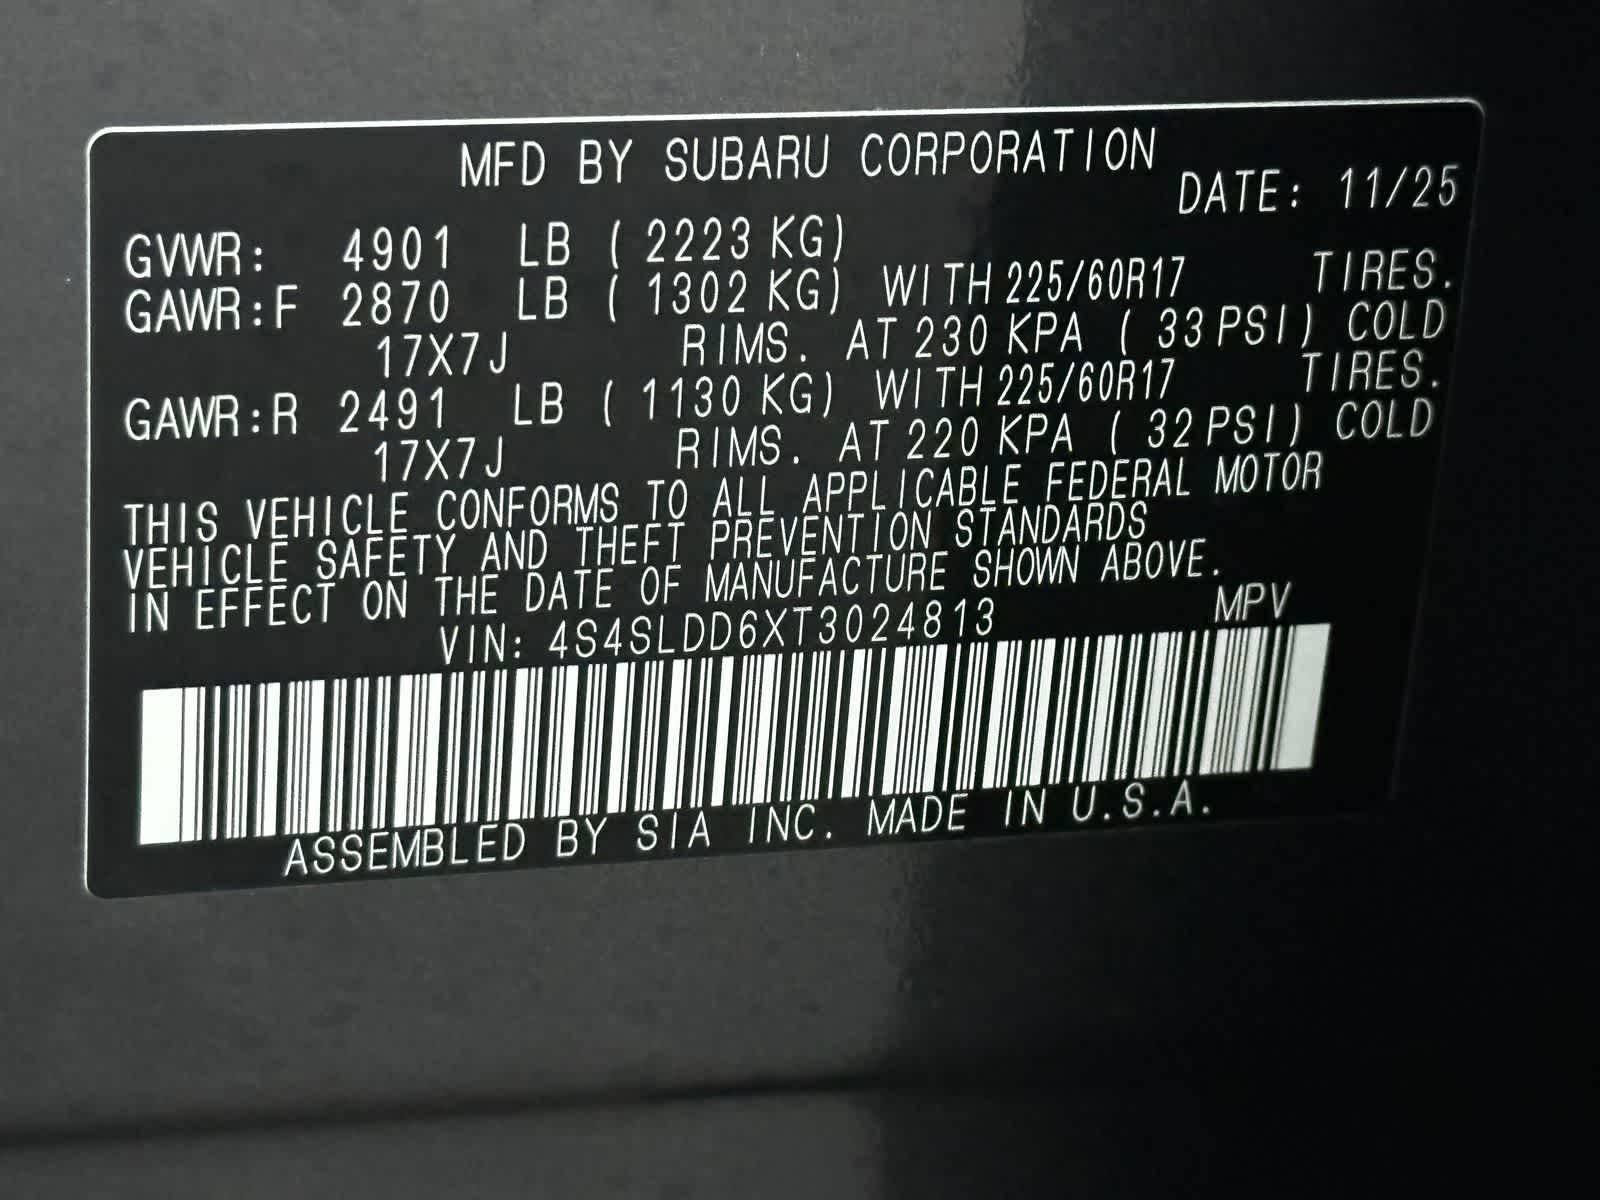 MFD BY SUBARU CORPORATION
DATE: 11/25
GVWR: 4901 LB ( 2223 KG)
GAWR:F 2870 LB ( 1302 KG) WITH 225/60R17 TIRES.
17X7J RIMS. AT 230 KPA ( 33 PSI) COLD
GAWR:R 2491 LB ( 1130 KG) WITH 225/60R17 TIRES.
17X7J RIMS. AT 220 KPA ( 32 PSI) COLD
THIS VEHICLE CONFORMS TO ALL APPLICABLE FEDERAL MOTOR
VEHICLE SAFETY AND THEFT PREVENTION STANDARDS
IN EFFECT ON THE DATE OF MANUFACTURE SHOWN ABOVE.
VIN: 4S4SLDD6XT3024813 MPV
ASSEMBLED BY SIA INC. MADE IN U.S.A.